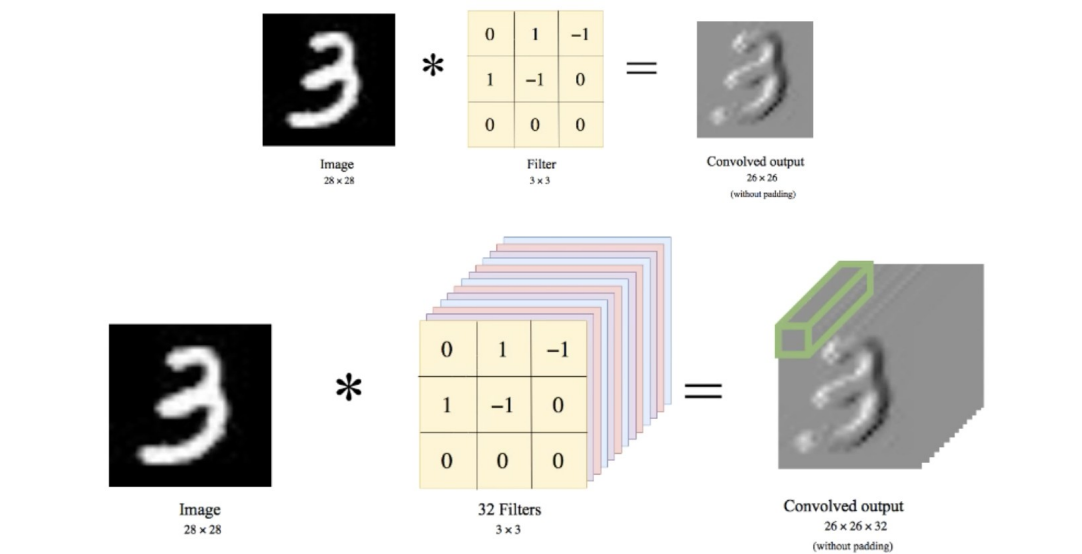 0 1 −1
* =
1 −1 0
0 0 0
Image Filter Convolved output
28 × 28 3 × 3 26 × 26
(without padding)
0 1 −1
* =
1 −1 0
0 0 0
Image 32 Filters Convolved output
28 × 28 3 × 3 26 × 26 × 32
(without padding)